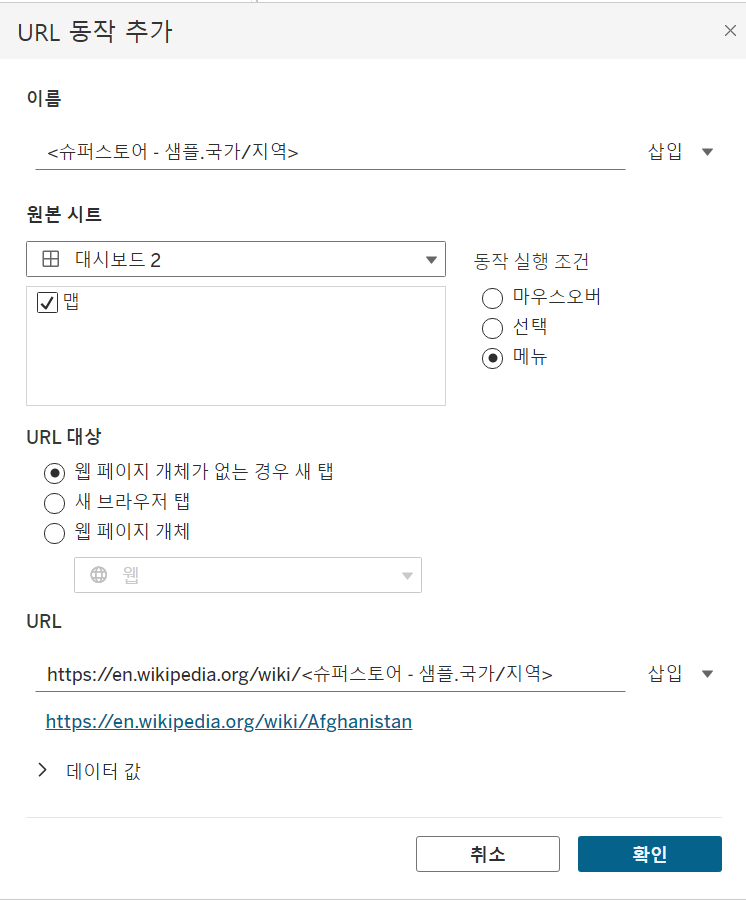 URL 동작 추가
이름
<슈퍼스토어 - 샘플.국가/지역> 삽입
원본 시트
대시보드 2
동작 실행 조건
맵
마우스오버
선택
메뉴
URL 대상
웹 페이지 개체가 없는 경우 새 탭
새 브라우저 탭
웹 페이지 개체
웹
URL
https://en.wikipedia.org/wiki/<슈퍼스토어 - 샘플.국가/지역> 삽입
https://en.wikipedia.org/wiki/Afghanistan
데이터 값
취소 확인